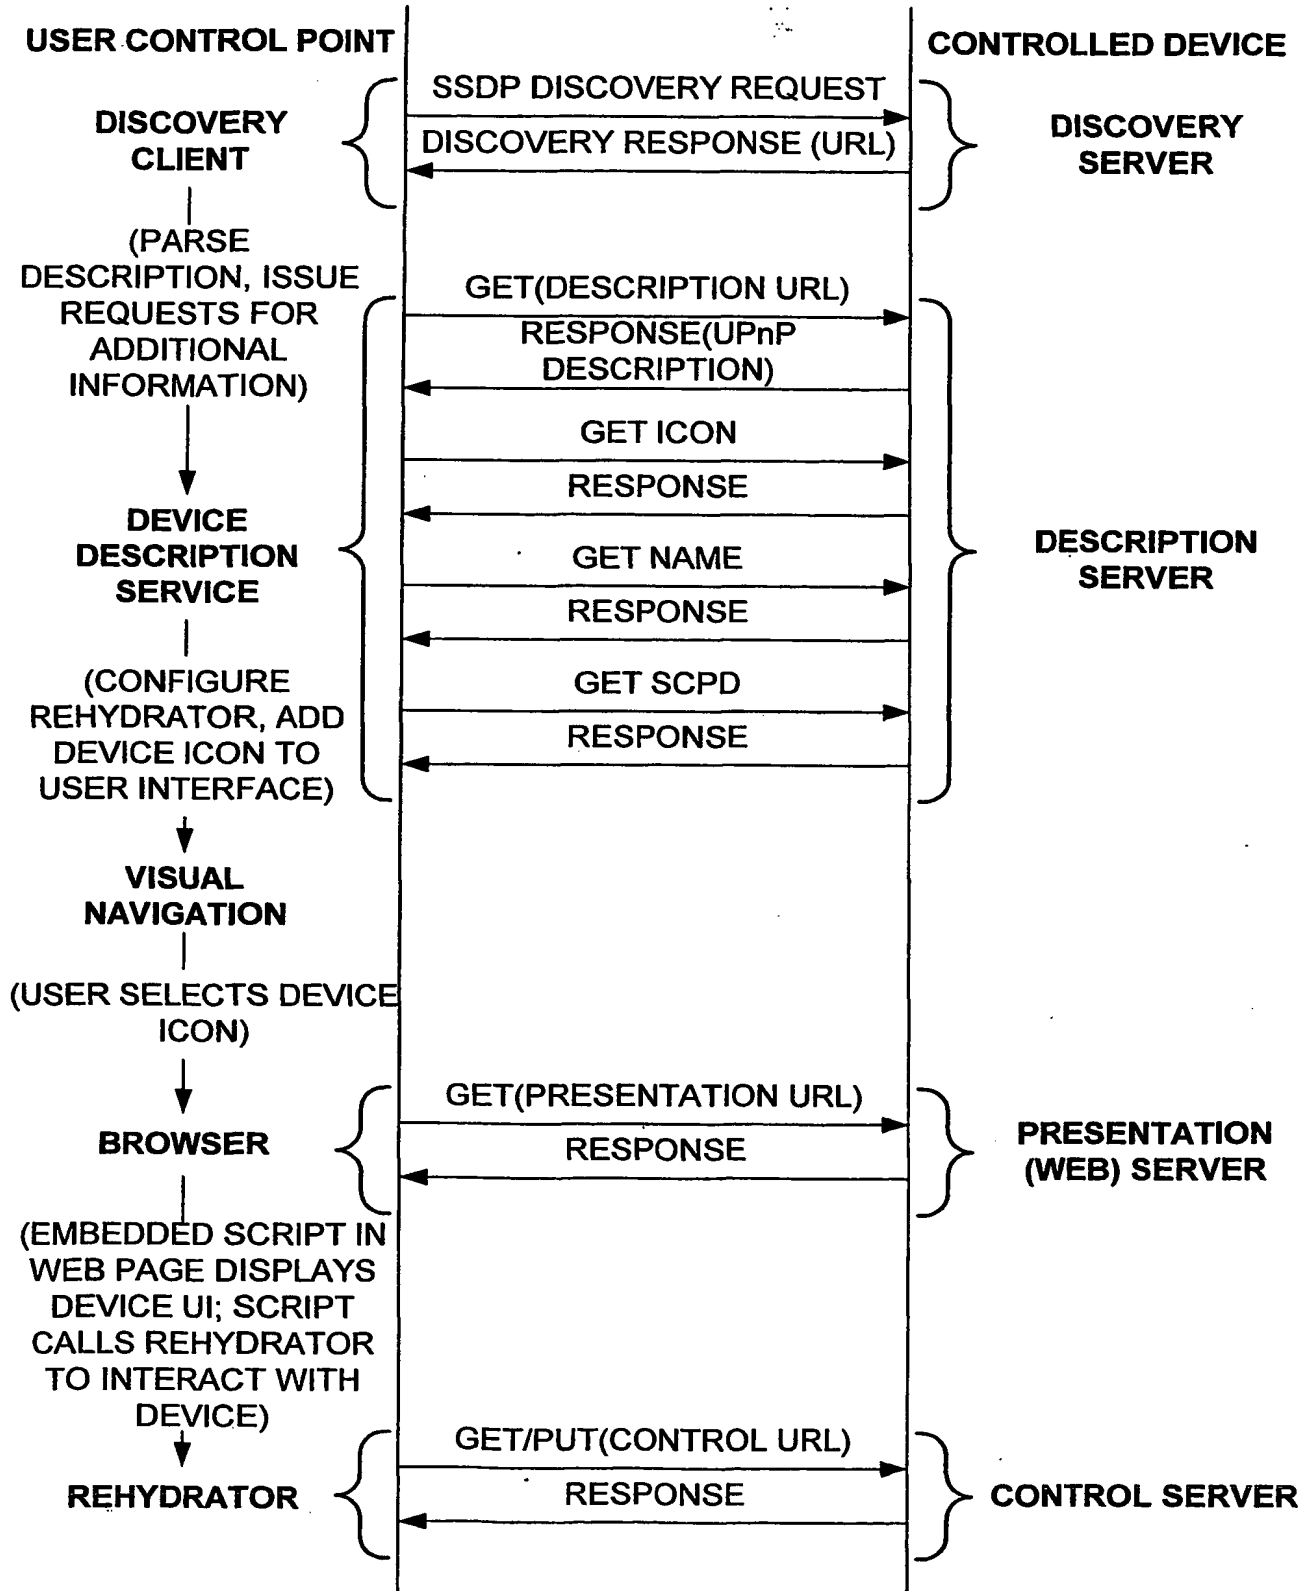 USER CONTROL POINT
CONTROLLED DEVICE
SSDP DISCOVERY REQUEST
DISCOVERY RESPONSE (URL)
DISCOVERY
CLIENT
DISCOVERY
SERVER
(PARSE
DESCRIPTION, ISSUE
REQUESTS FOR
ADDITIONAL
INFORMATION)
GET(DESCRIPTION URL)
RESPONSE(UPnP
DESCRIPTION)
GET ICON
RESPONSE
GET NAME
RESPONSE
GET SCPD
RESPONSE
DEVICE
DESCRIPTION
SERVICE
DESCRIPTION
SERVER
(CONFIGURE
REHYDRATOR, ADD
DEVICE ICON TO
USER INTERFACE)
VISUAL
NAVIGATION
(USER SELECTS DEVICE
ICON)
GET(PRESENTATION URL)
RESPONSE
BROWSER
PRESENTATION
(WEB) SERVER
(EMBEDDED SCRIPT IN
WEB PAGE DISPLAYS
DEVICE UI; SCRIPT
CALLS REHYDRATOR
TO INTERACT WITH
DEVICE)
GET/PUT(CONTROL URL)
RESPONSE
REHYDRATOR
CONTROL SERVER